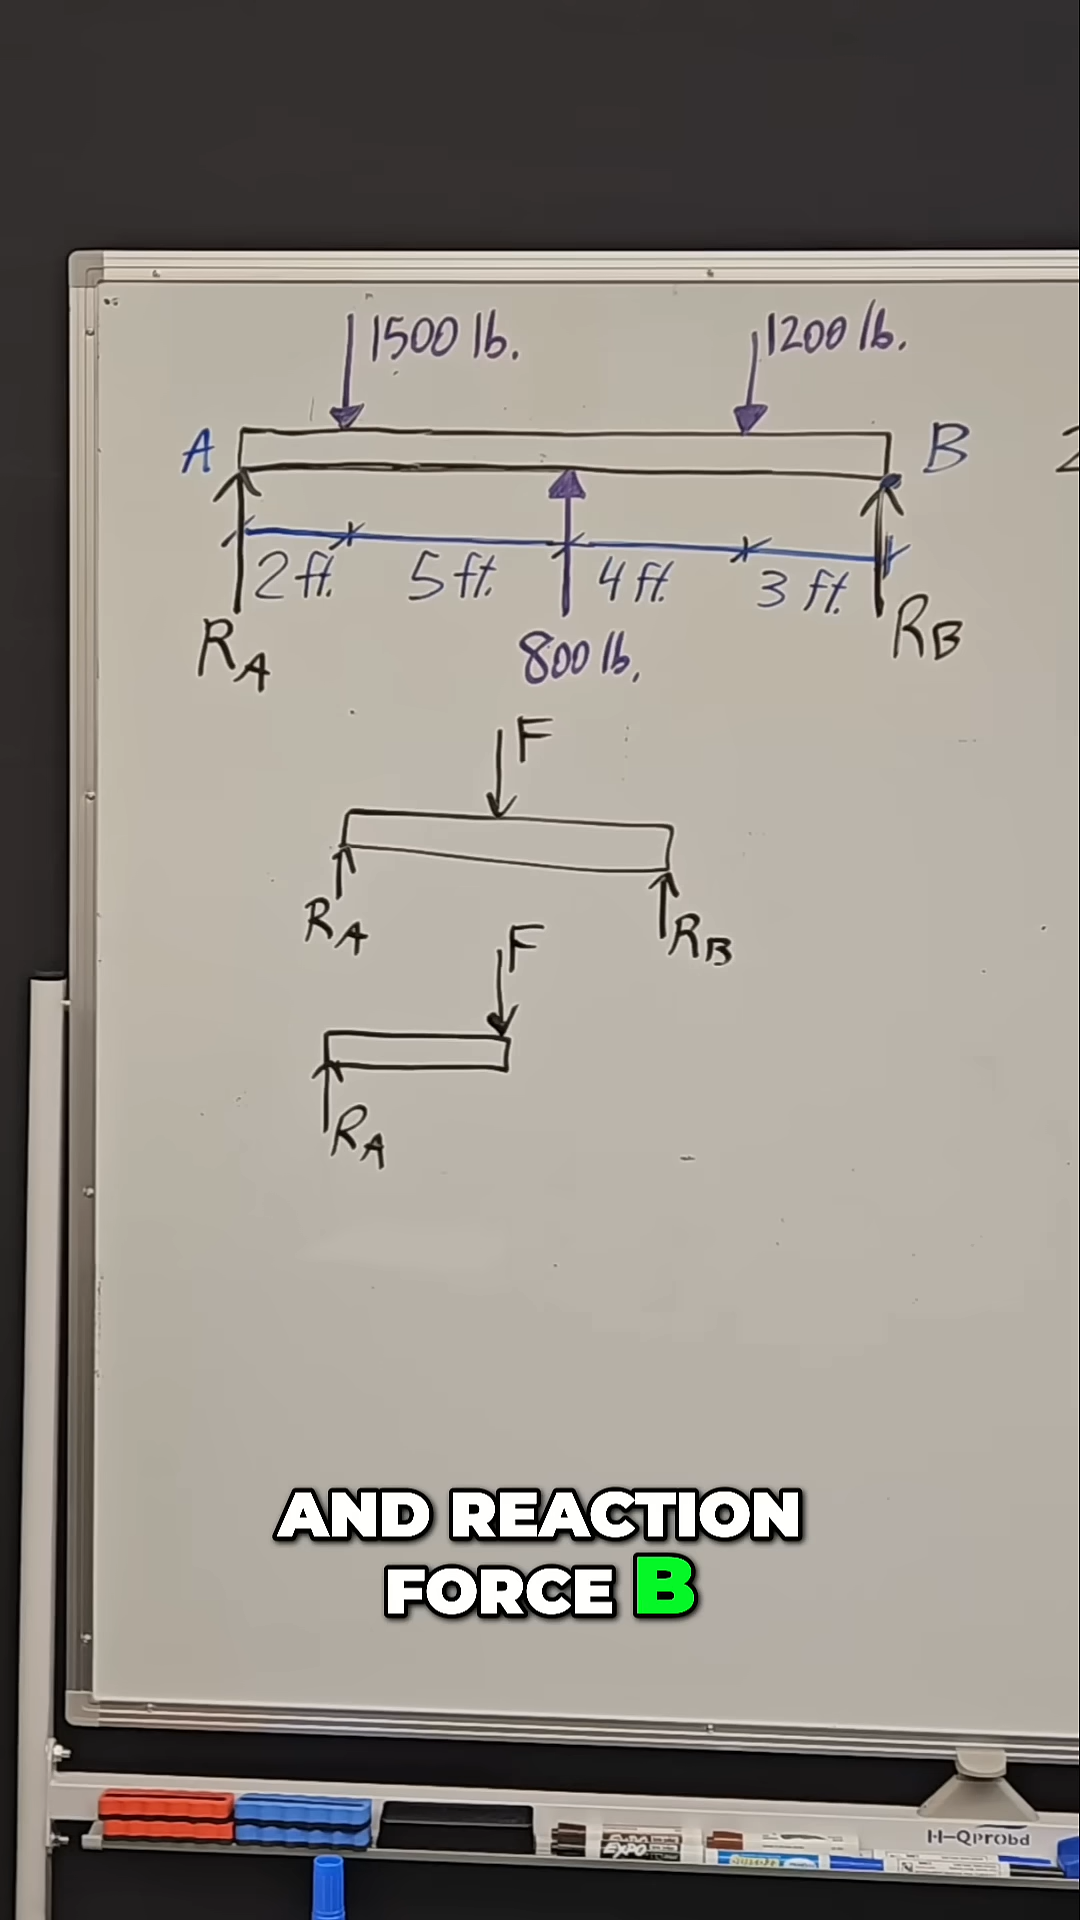 1500 lb.
1200 lb.
A
B
2 ft.
5 ft.
4 ft.
3 ft.
RA
800 lb.
RB
F
RA
RB
F
RA
AND REACTION
FORCE B
EXPO
H-Qprobd